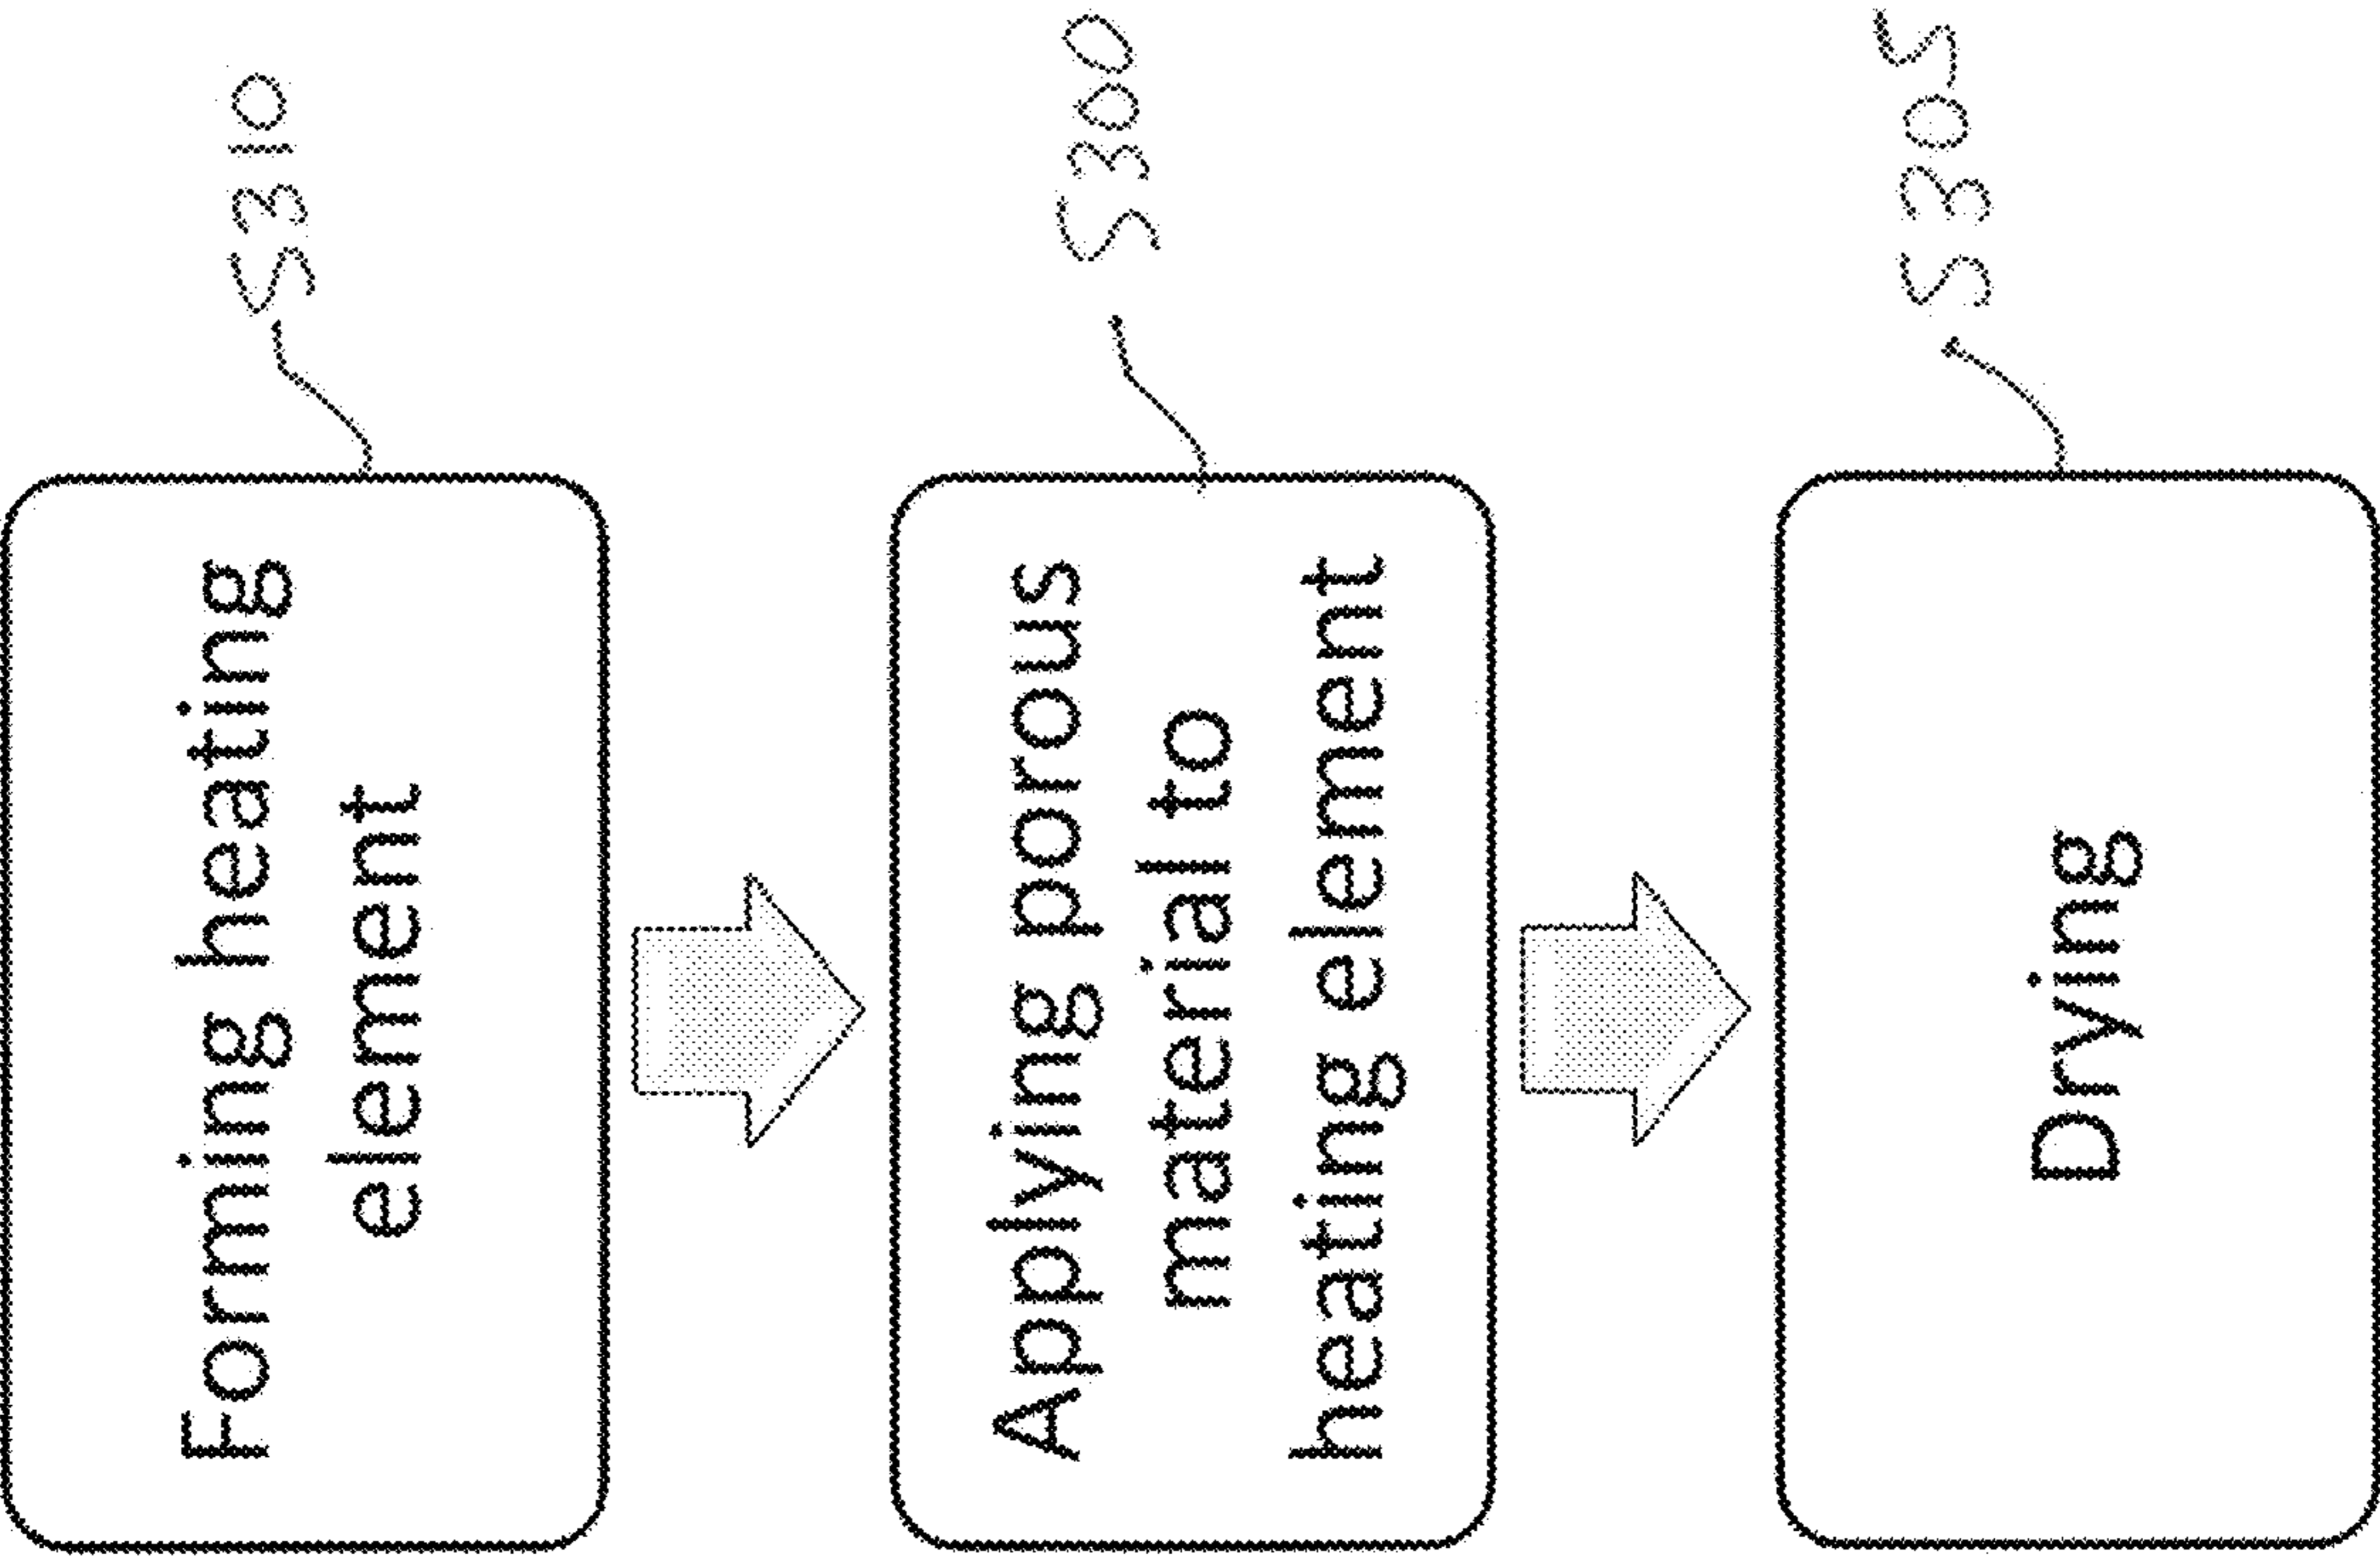 Forming heating
element
S310
Applying porous
material to
heating element
S300
Drying
S305